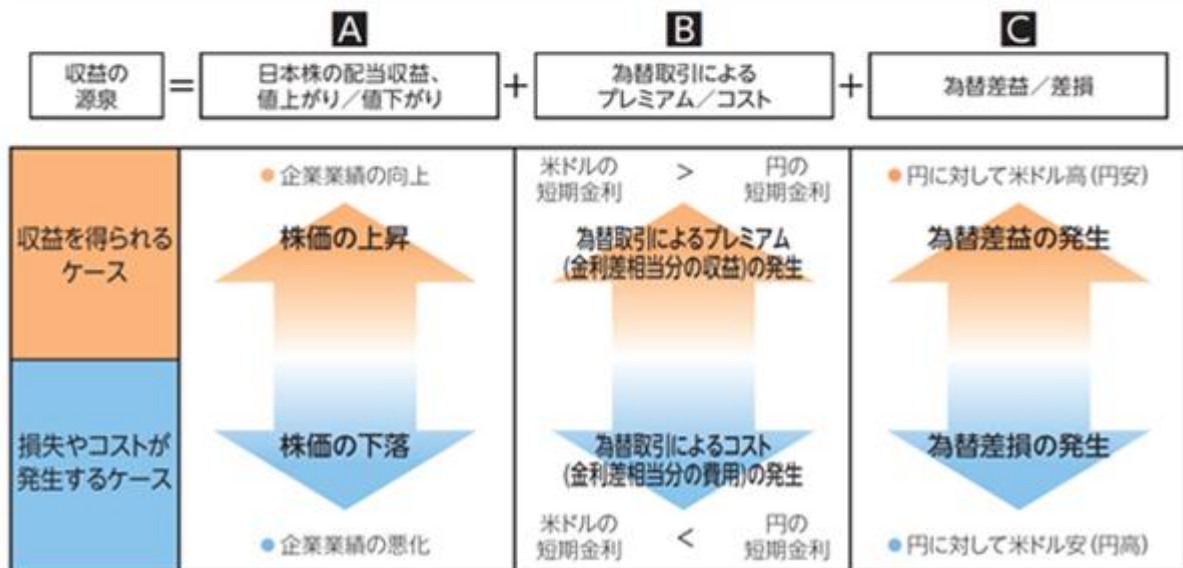 A
B
C
収益の
源泉
=
日本株の配当収益、
値上がり/値下がり
+
為替取引による
プレミアム/コスト
+
為替差益/差損
収益を得られる
ケース
●企業業績の向上
株価の上昇
米ドルの
短期金利
>
円の
短期金利
為替取引によるプレミアム
(金利差相当分の収益)の発生
●円に対して米ドル高(円安)
為替差益の発生
損失やコストが
発生するケース
株価の下落
●企業業績の悪化
為替取引によるコスト
(金利差相当分の費用)の発生
米ドルの
短期金利
<
円の
短期金利
為替差損の発生
●円に対して米ドル安(円高)